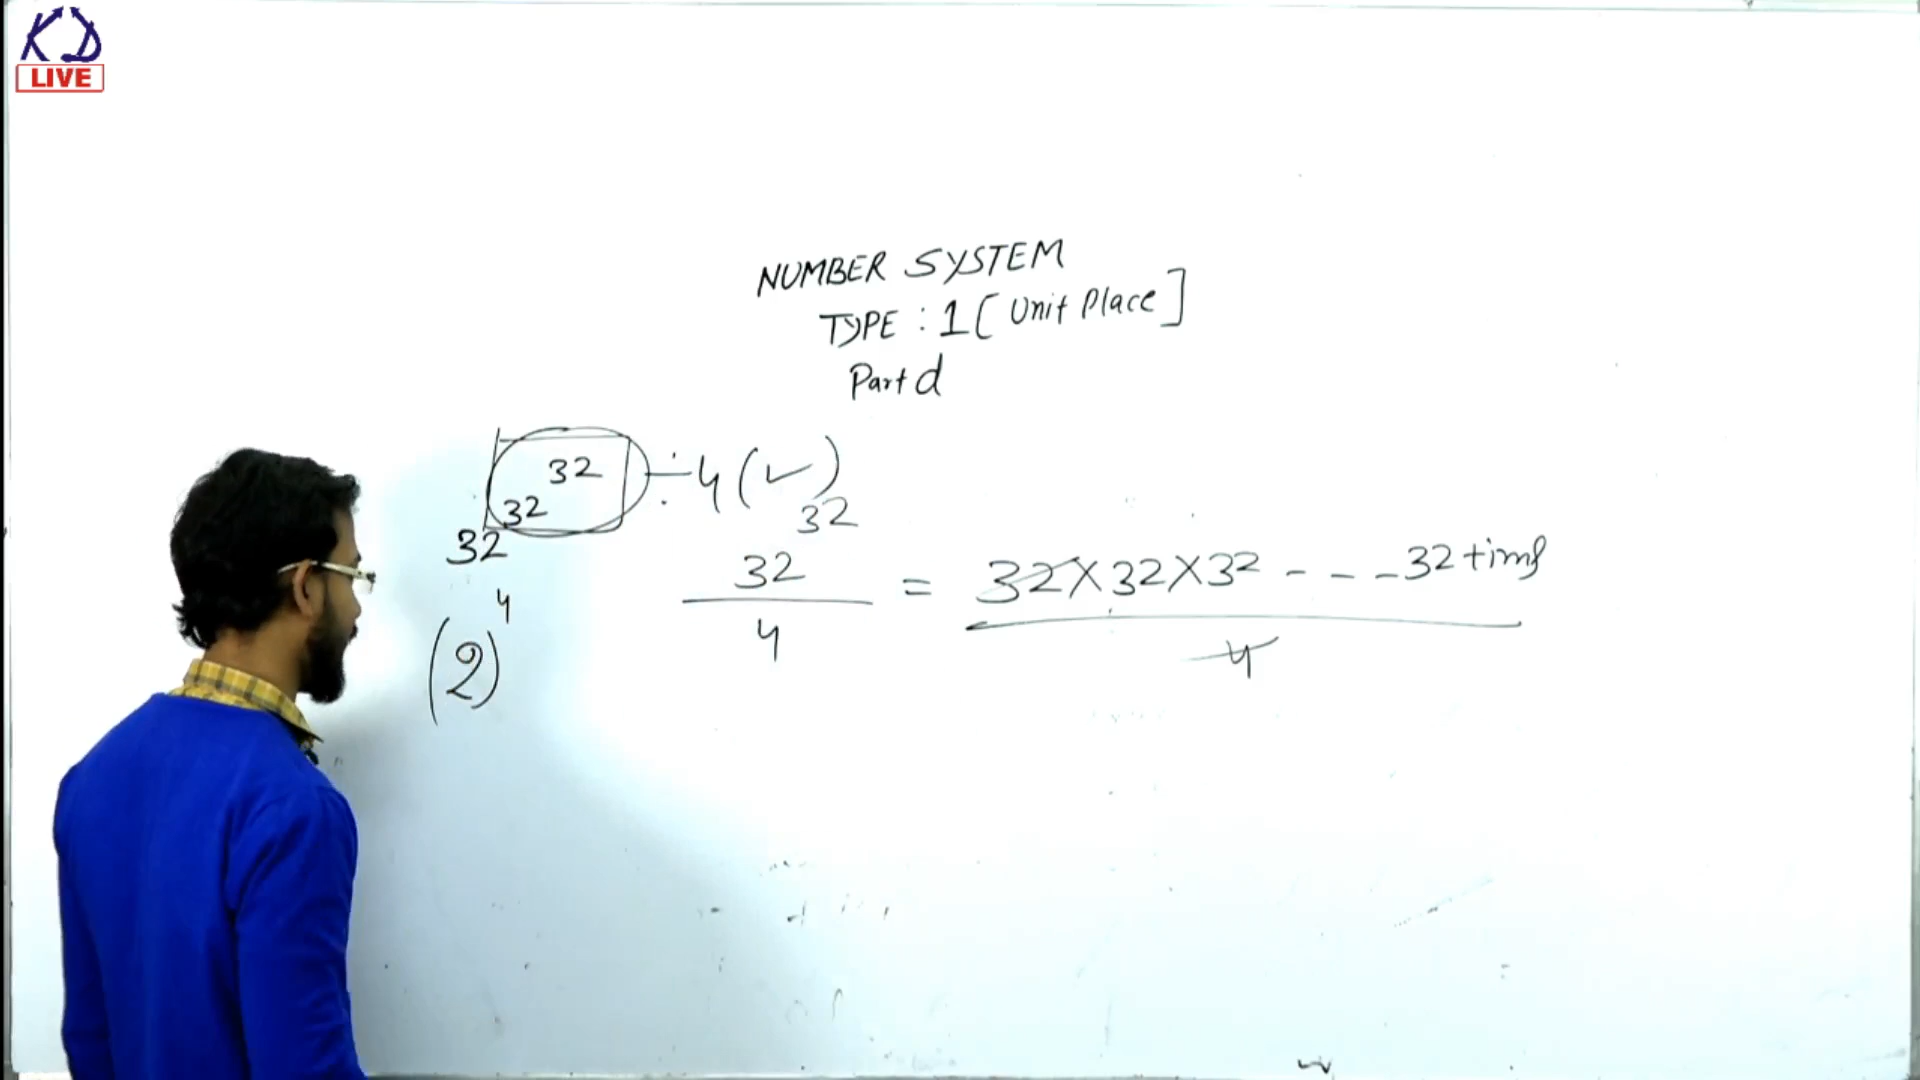 KD
LIVE
NUMBER SYSTEM
TYPE : 1 [ Unit Place ]
Part d
32^32^32 ÷ 4 (✓)
32^32 / 4 = 32 X 32 X 32 - - - 32 times / 4
(2)^4